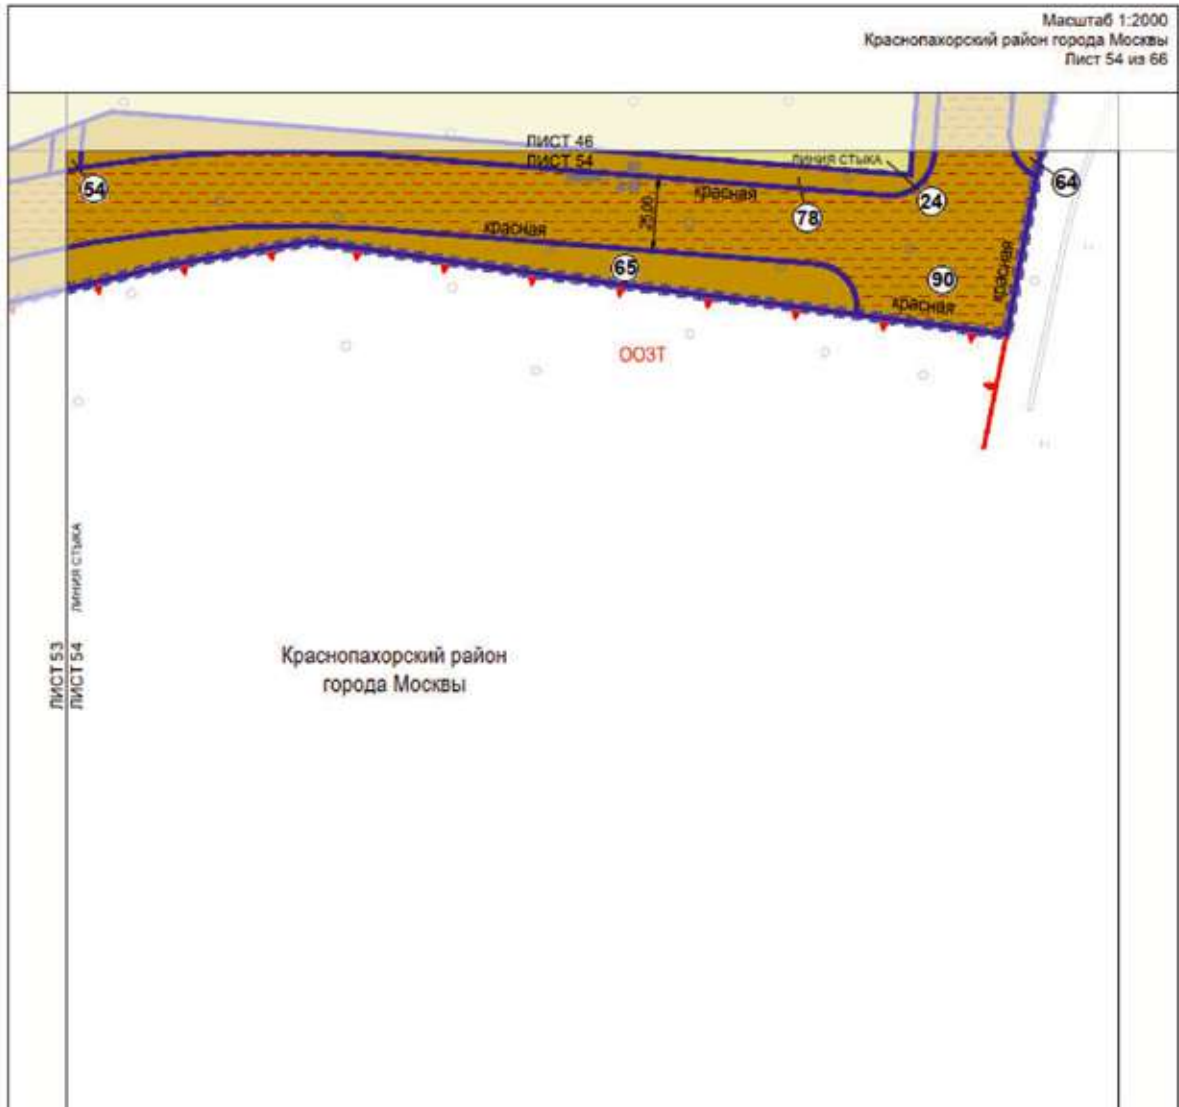 Масштаб 1:2000
Краснопахорский район города Москвы
Лист 54 из 66
ЛИСТ 46
ЛИСТ 54
ЛИНИЯ СТЫКА
54
64
24
красная
78
25,00
красная
65
90
красная
красная
ООЗТ
ЛИНИЯ СТЫКА
ЛИСТ 53
ЛИСТ 54
Краснопахорский район
города Москвы